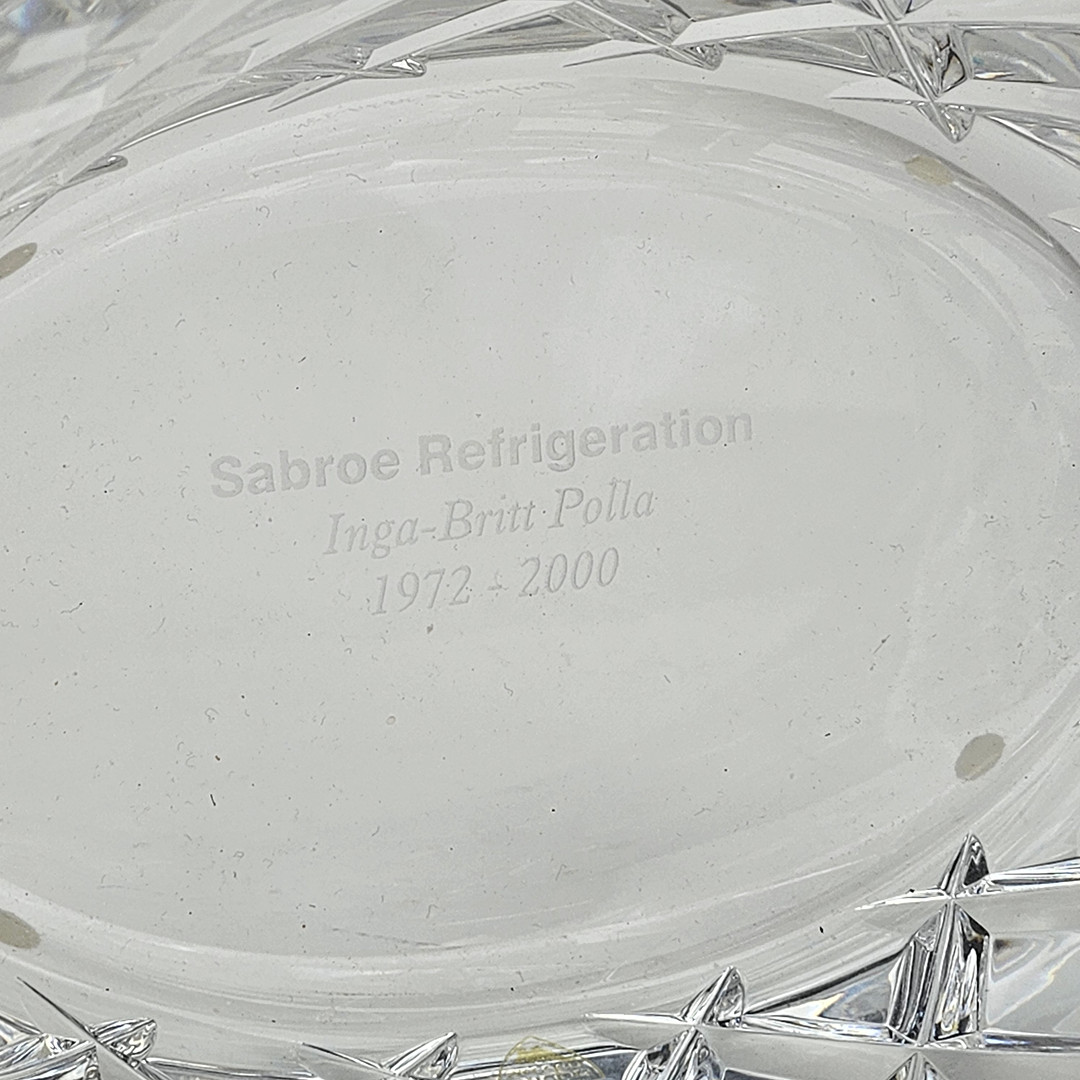 Sabroe Refrigeration
Inga-Britt Polla
1972 - 2000